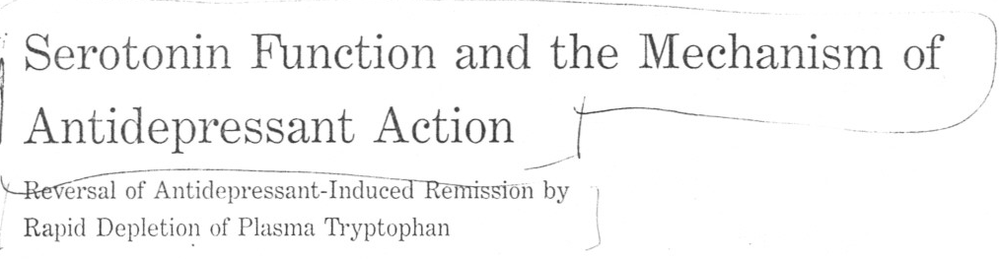 Serotonin Function and the Mechanism of
Antidepressant Action
Reversal of Antidepressant-Induced Remission by
Rapid Depletion of Plasma Tryptophan